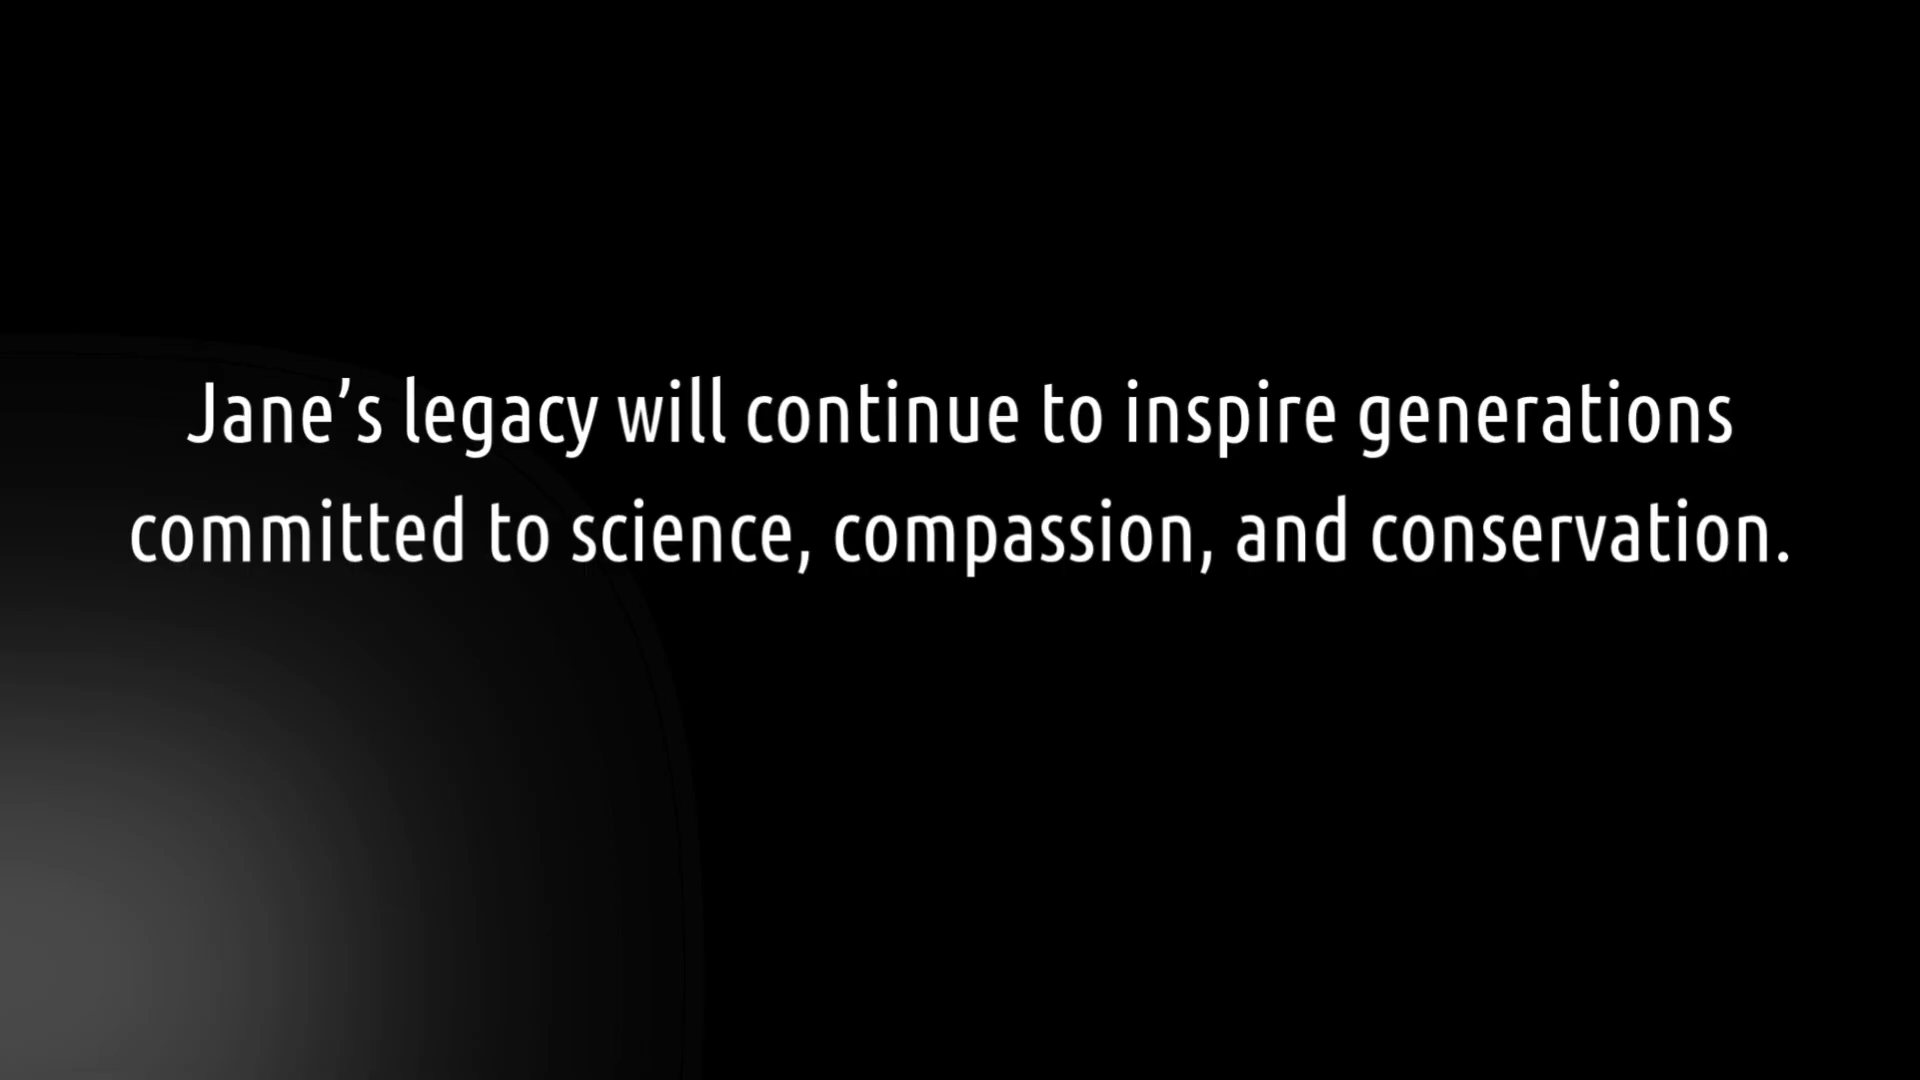 Jane’s legacy will continue to inspire generations
committed to science, compassion, and conservation.